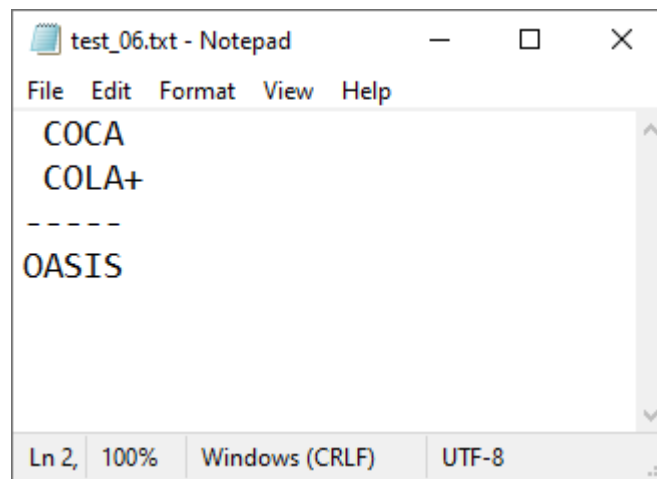 test_06.txt - Notepad
File Edit Format View Help
 COCA
 COLA+
-----
OASIS
Ln 2, 100% Windows (CRLF) UTF-8